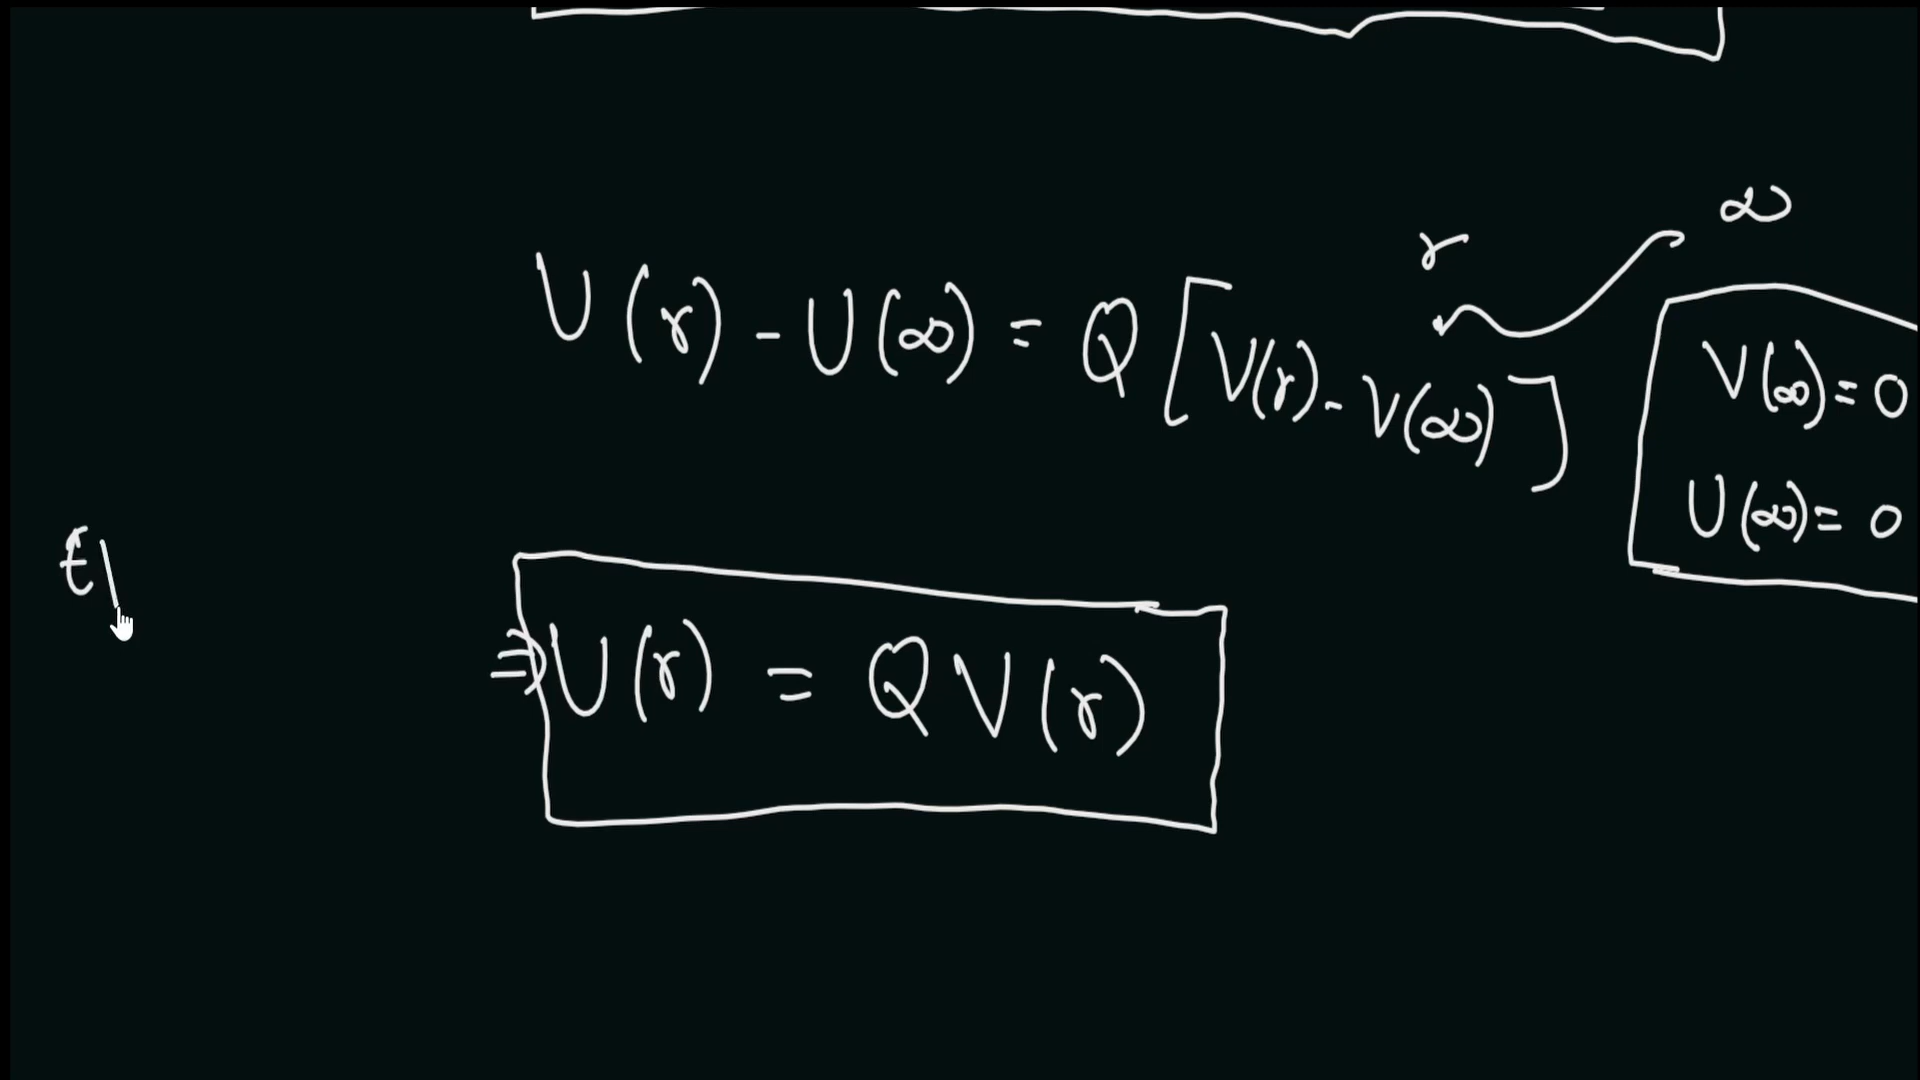 r ∞
U(r) - U(∞) = Q[V(r) - V(∞)]
V(∞) = 0
U(∞) = 0
⇒ U(r) = QV(r)